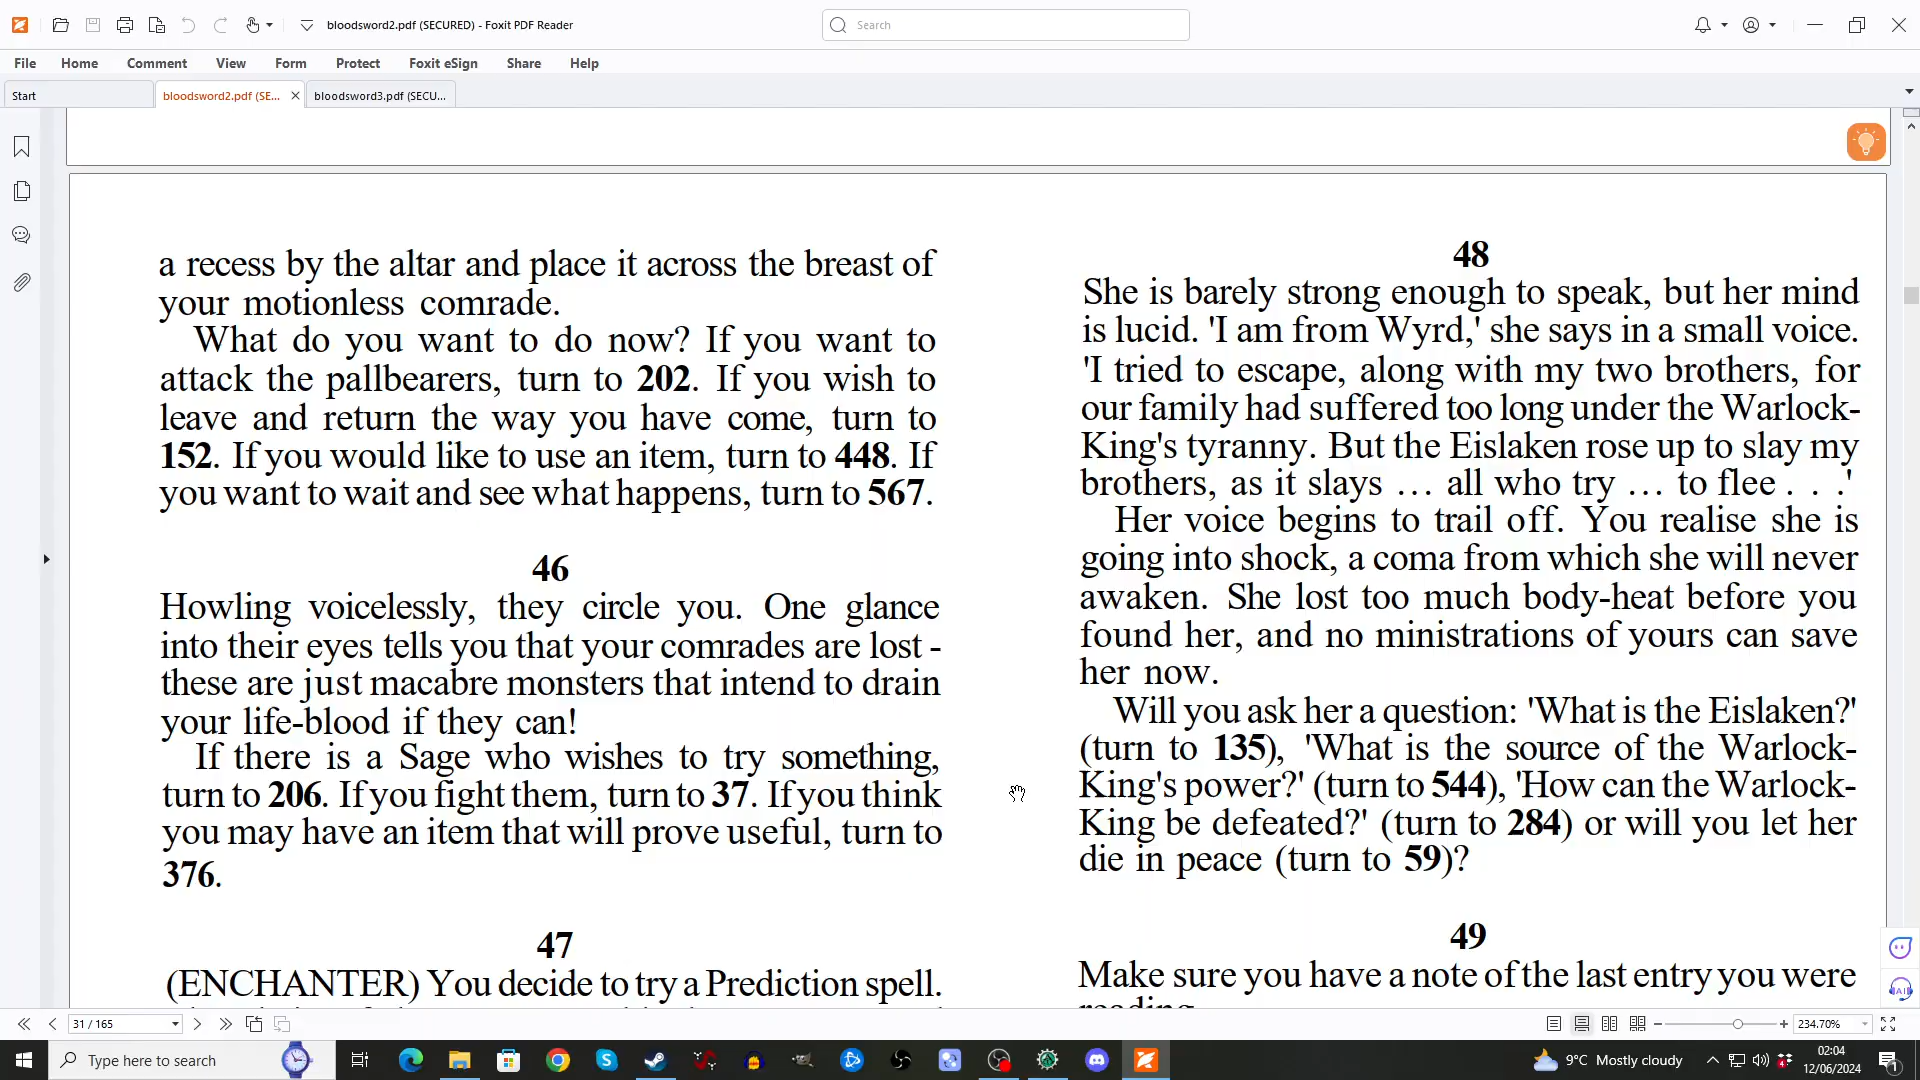 bloodsword2.pdf (SECURED) - Foxit PDF Reader
Search
File Home Comment View Form Protect Foxit eSign Share Help
Start
bloodsword2.pdf (SE...
bloodsword3.pdf (SECU...
a recess by the altar and place it across the breast of
your motionless comrade.
What do you want to do now? If you want to
attack the pallbearers, turn to 202. If you wish to
leave and return the way you have come, turn to
152. If you would like to use an item, turn to 448. If
you want to wait and see what happens, turn to 567.
46
Howling voicelessly, they circle you. One glance
into their eyes tells you that your comrades are lost -
these are just macabre monsters that intend to drain
your life-blood if they can!
If there is a Sage who wishes to try something,
turn to 206. If you fight them, turn to 37. If you think
you may have an item that will prove useful, turn to
376.
47
(ENCHANTER) You decide to try a Prediction spell.
48
She is barely strong enough to speak, but her mind
is lucid. 'I am from Wyrd,' she says in a small voice.
'I tried to escape, along with my two brothers, for
our family had suffered too long under the Warlock-
King's tyranny. But the Eislaken rose up to slay my
brothers, as it slays ... all who try ... to flee . . .'
Her voice begins to trail off. You realise she is
going into shock, a coma from which she will never
awaken. She lost too much body-heat before you
found her, and no ministrations of yours can save
her now.
Will you ask her a question: 'What is the Eislaken?'
(turn to 135), 'What is the source of the Warlock-
King's power?' (turn to 544), 'How can the Warlock-
King be defeated?' (turn to 284) or will you let her
die in peace (turn to 59)?
49
Make sure you have a note of the last entry you were
reading.
31 / 165
234.70%
Type here to search
9°C Mostly cloudy
02:04
12/06/2024